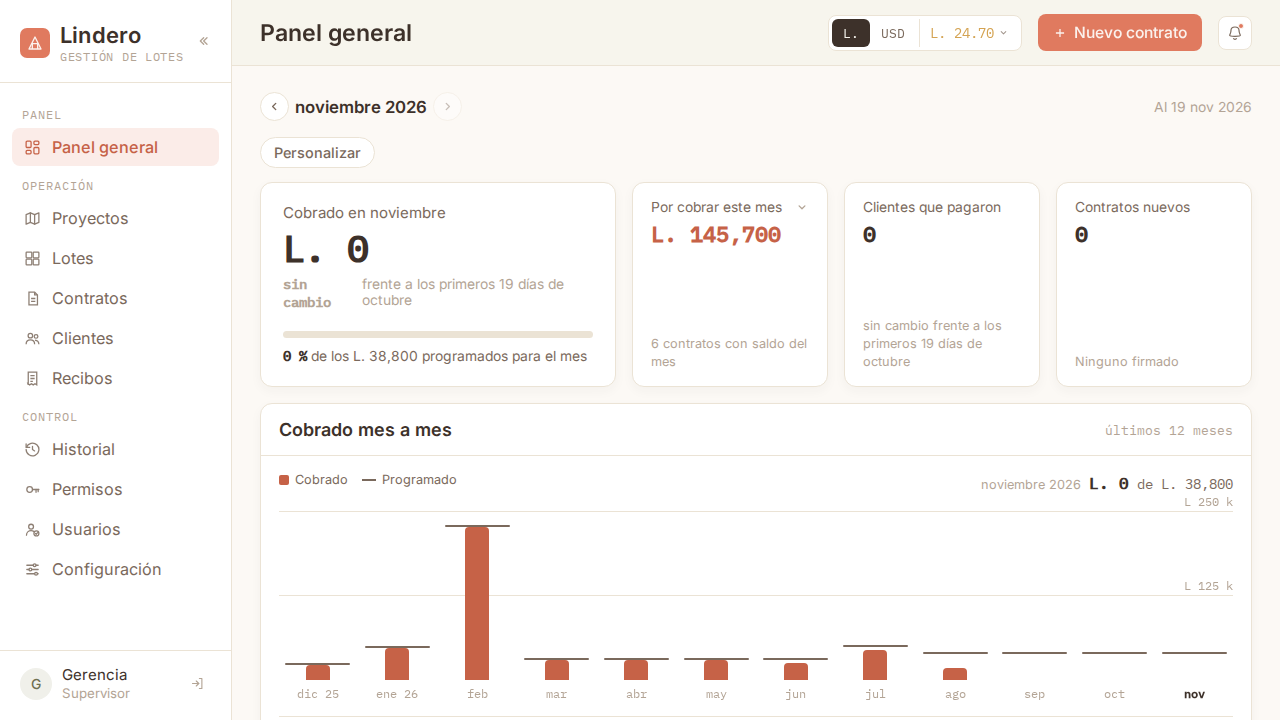 Lindero
GESTIÓN DE LOTES
PANEL
Panel general
OPERACIÓN
Proyectos
Lotes
Contratos
Clientes
Recibos
CONTROL
Historial
Permisos
Usuarios
Configuración
G
Gerencia
Supervisor
Panel general
L. USD L. 24.70
+ Nuevo contrato
noviembre 2026
Al 19 nov 2026
Personalizar
Cobrado en noviembre
L. 0
sin cambio
frente a los primeros 19 días de octubre
0 % de los L. 38,800 programados para el mes
Por cobrar este mes
L. 145,700
6 contratos con saldo del mes
Clientes que pagaron
0
sin cambio frente a los primeros 19 días de octubre
Contratos nuevos
0
Ninguno firmado
Cobrado mes a mes
últimos 12 meses
Cobrado Programado
noviembre 2026 L. 0 de L. 38,800
L 250 k
L 125 k
dic 25 ene 26 feb mar abr may jun jul ago sep oct nov